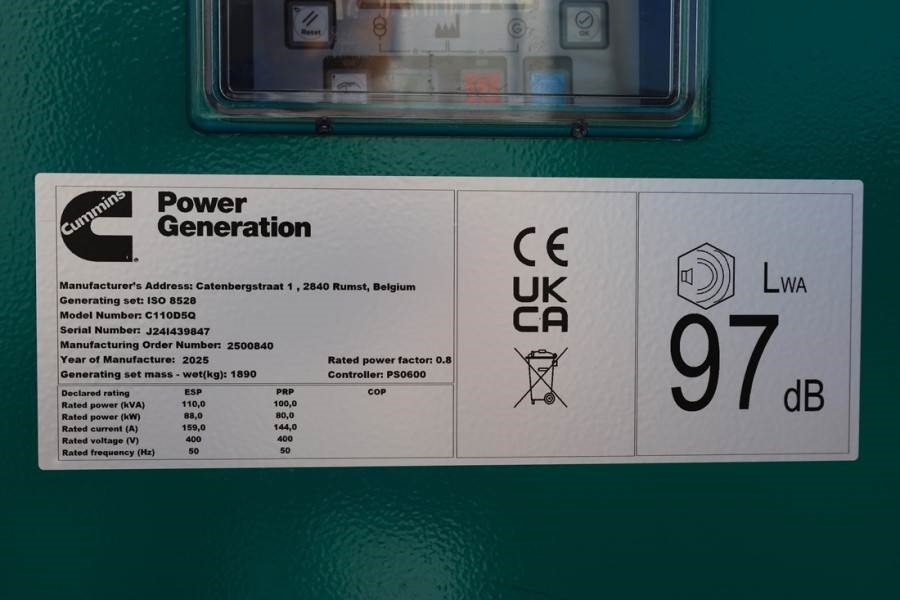 Reset
G
OK
Cummins
Power
Generation
Manufacturer's Address: Catenbergstraat 1 , 2840 Rumst, Belgium
Generating set: ISO 8528
Model Number: C110D5Q
Serial Number: J24I439847
Manufacturing Order Number: 2500840
Year of Manufacture: 2025 Rated power factor: 0.8
Generating set mass - wet(kg): 1890 Controller: PS0600
Declared rating ESP PRP COP
Rated power (kVA) 110,0 100,0
Rated power (kW) 88,0 80,0
Rated current (A) 159,0 144,0
Rated voltage (V) 400 400
Rated frequency (Hz) 50 50
CE
UK
CA
LWA
97 dB